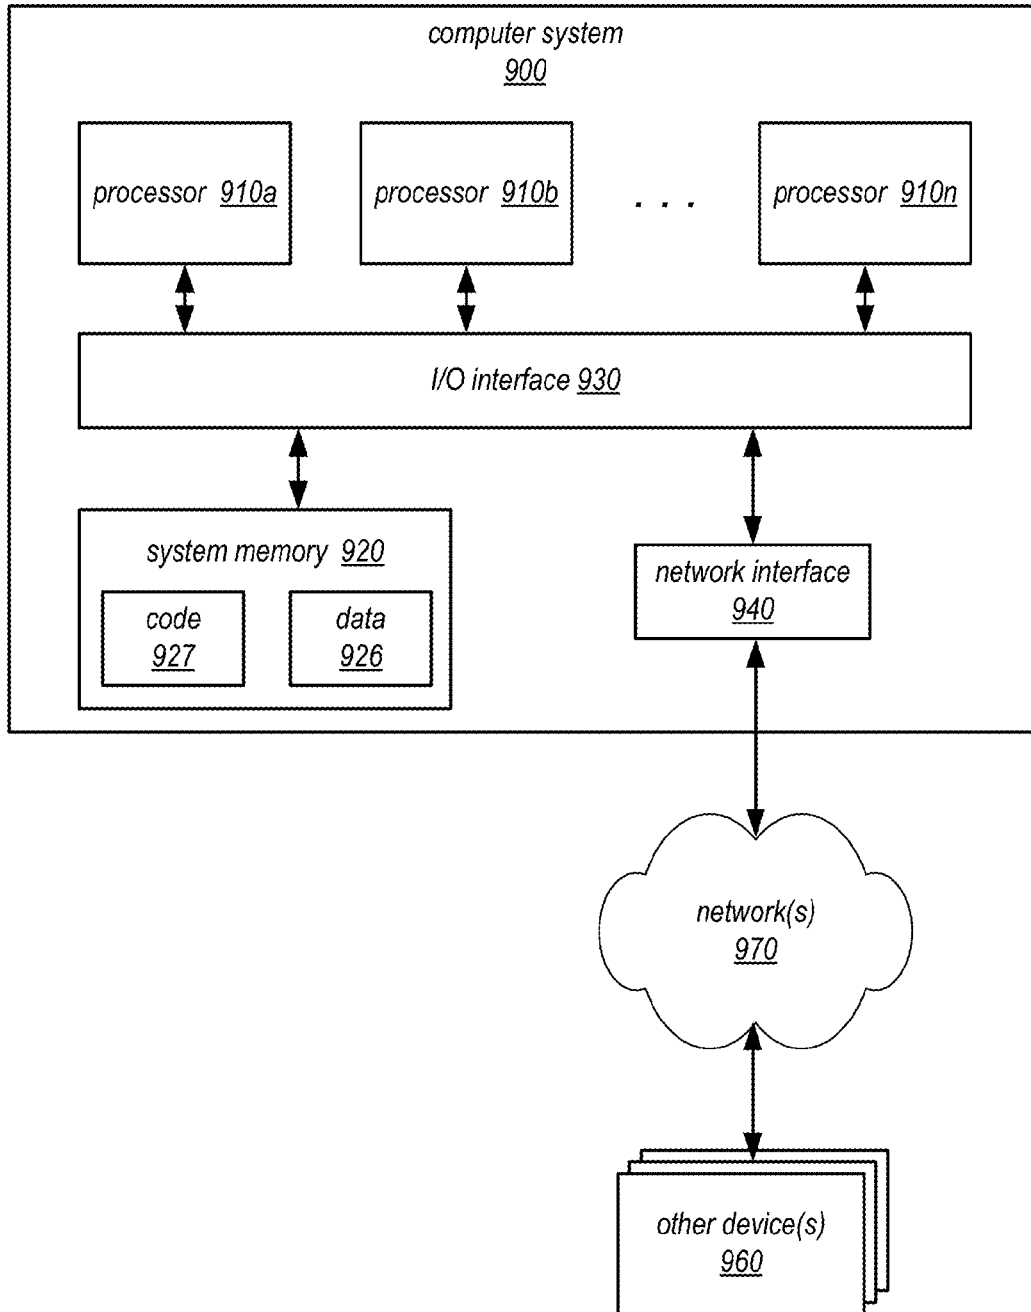 computer system
900
processor 910a
processor 910b
. . .
processor 910n
I/O interface 930
system memory 920
code
927
data
926
network interface
940
network(s)
970
other device(s)
960